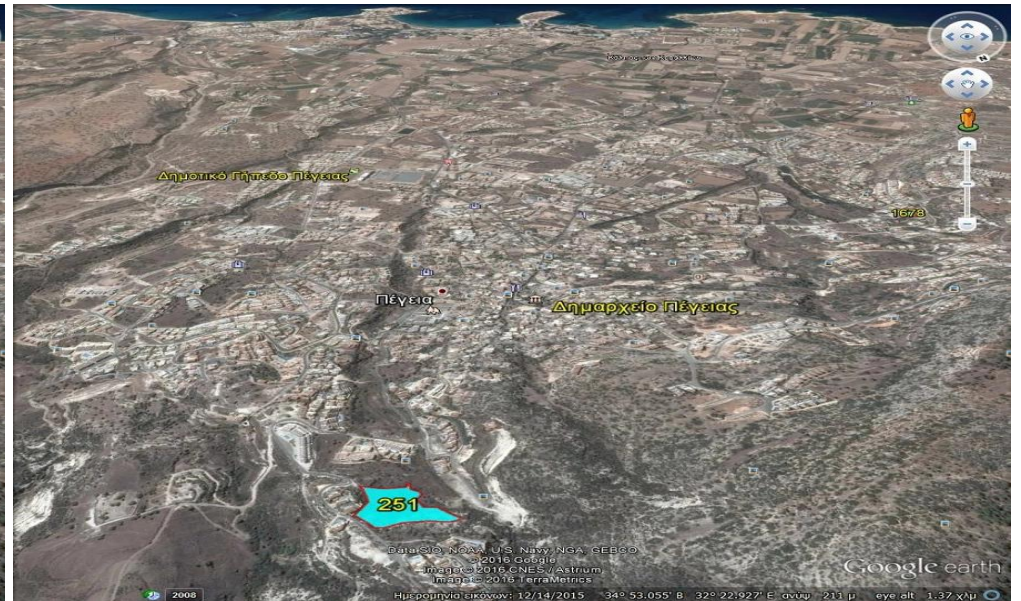 N
Δημοτικό Γήπεδο Πέγειας
1678
Πέγεια
Δημαρχείο Πέγειας
251
Data SIO, NOAA, U.S. Navy, NGA, GEBCO
© 2016 Google
Image © 2016 CNES / Astrium
Image © 2016 TerraMetrics
Google earth
2008
Ημερομηνία εικόνων: 12/14/2015 34° 53.055' Β 32° 22.927' Ε ανύψ 211 μ eye alt 1.37 χλμ